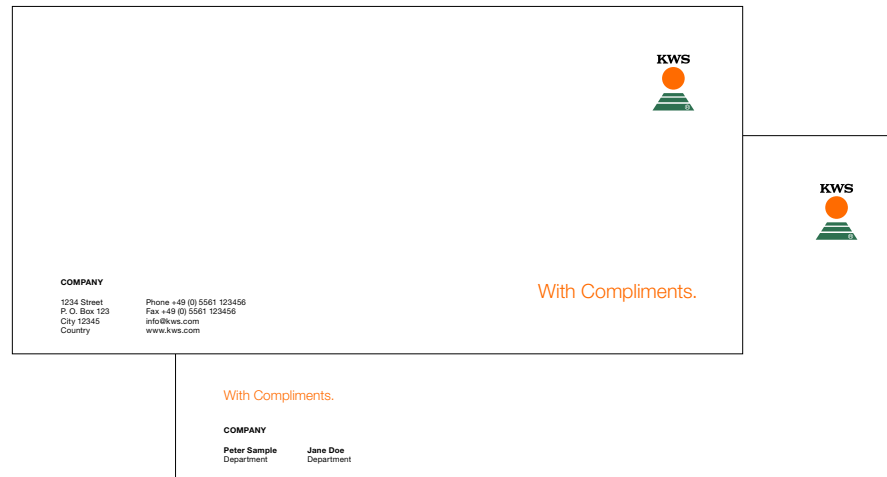 KWS
COMPANY
1234 Street
P. O. Box 123
City 12345
Country
Phone +49 (0) 5561 123456
Fax +49 (0) 5561 123456
info@kws.com
www.kws.com
With Compliments.
KWS
With Compliments.
COMPANY
Peter Sample
Department
Jane Doe
Department